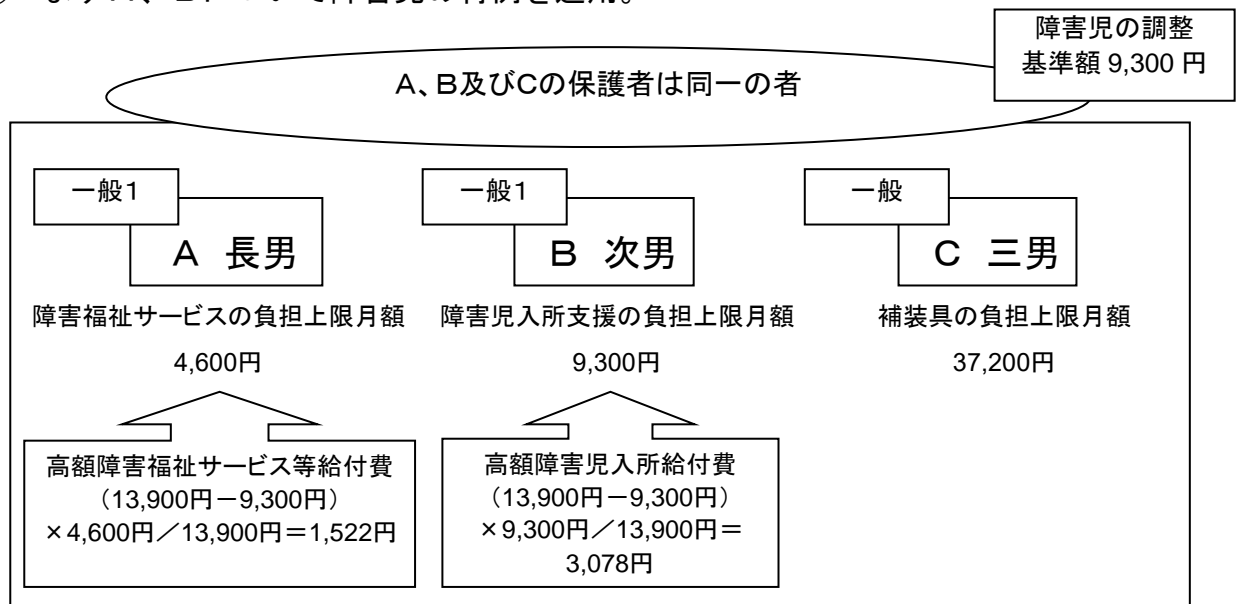 障害児の調整
基準額 9,300 円
A、B及びCの保護者は同一の者
一般1
A 長男
障害福祉サービスの負担上限月額
4,600円
高額障害福祉サービス等給付費
（13,900円－9,300円）
×4,600円／13,900円＝1,522円
一般1
B 次男
障害児入所支援の負担上限月額
9,300円
高額障害児入所給付費
（13,900円－9,300円）
×9,300円／13,900円＝
3,078円
一般
C 三男
補装具の負担上限月額
37,200円